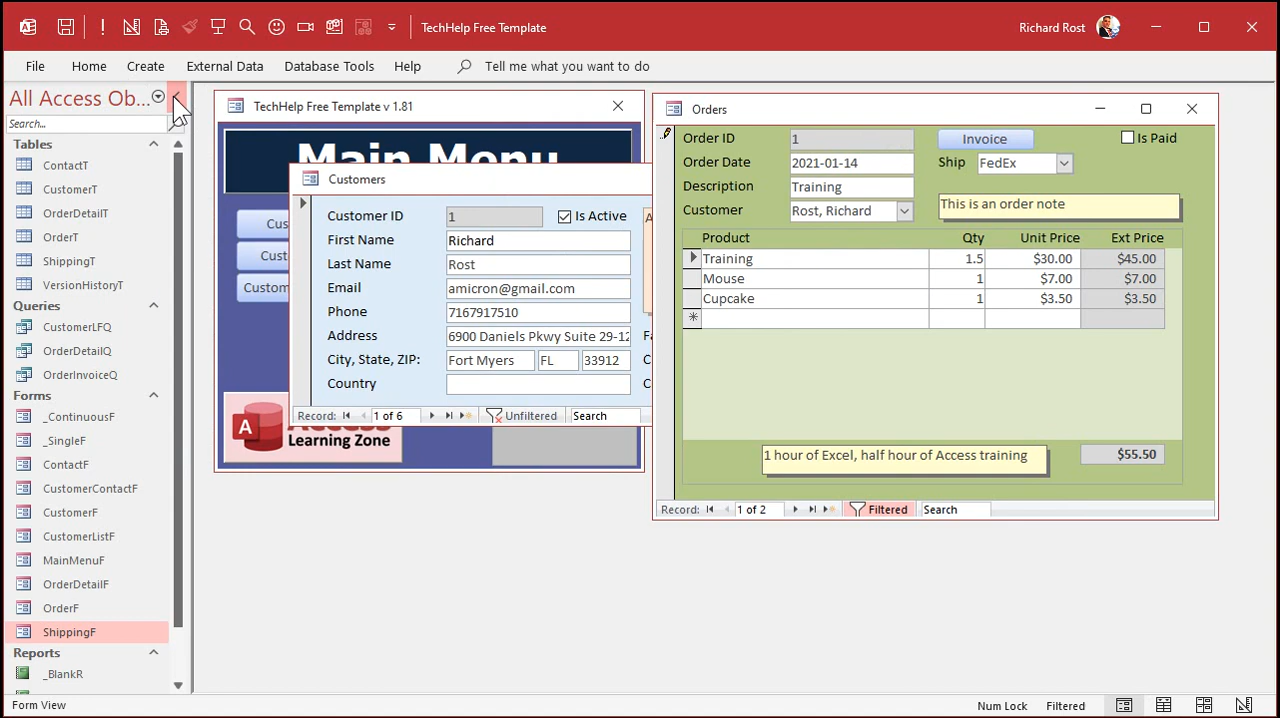 TechHelp Free Template
Richard Rost
File Home Create External Data Database Tools Help Tell me what you want to do
All Access Ob...
Search...
Tables
ContactT
CustomerT
OrderDetailT
OrderT
ShippingT
VersionHistoryT
Queries
CustomerLFQ
OrderDetailQ
OrderInvoiceQ
Forms
_ContinuousF
_SingleF
ContactF
CustomerContactF
CustomerF
CustomerListF
MainMenuF
OrderDetailF
OrderF
ShippingF
Reports
_BlankR
TechHelp Free Template v 1.81
Main Menu
Cus
Cust
Custom
A
Learning Zone
Customers
Customer ID 1 Is Active
First Name Richard
Last Name Rost
Email amicron@gmail.com
Phone 7167917510
Address 6900 Daniels Pkwy Suite 29-12
City, State, ZIP: Fort Myers FL 33912
Country
Record: 1 of 6 Unfiltered Search
Orders
Order ID 1 Invoice Is Paid
Order Date 2021-01-14 Ship FedEx
Description Training
Customer Rost, Richard This is an order note
Product Qty Unit Price Ext Price
Training 1.5 $30.00 $45.00
Mouse 1 $7.00 $7.00
Cupcake 1 $3.50 $3.50
1 hour of Excel, half hour of Access training $55.50
Record: 1 of 2 Filtered Search
Form View Num Lock Filtered